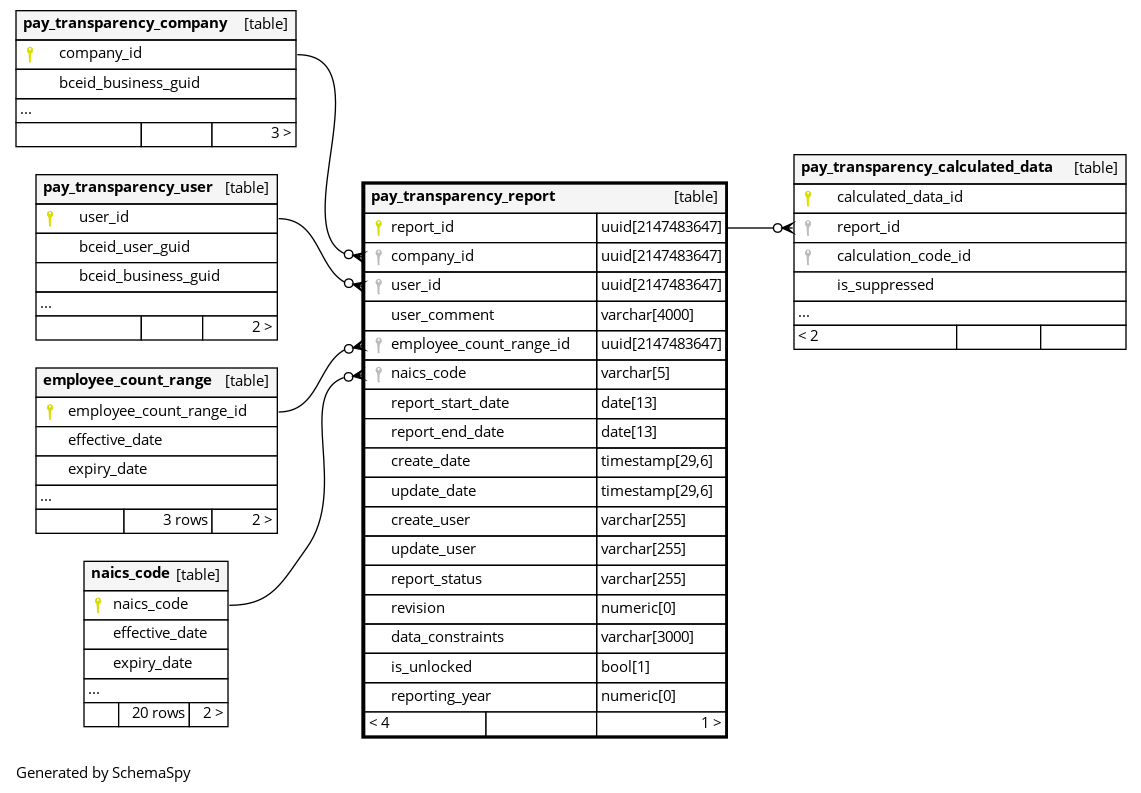 pay_transparency_company [table]
company_id
bceid_business_guid
...
3 >
pay_transparency_user [table]
user_id
bceid_user_guid
bceid_business_guid
...
2 >
employee_count_range [table]
employee_count_range_id
effective_date
expiry_date
...
3 rows 2 >
naics_code [table]
naics_code
effective_date
expiry_date
...
20 rows 2 >
pay_transparency_report [table]
report_id uuid[2147483647]
company_id uuid[2147483647]
user_id uuid[2147483647]
user_comment varchar[4000]
employee_count_range_id uuid[2147483647]
naics_code varchar[5]
report_start_date date[13]
report_end_date date[13]
create_date timestamp[29,6]
update_date timestamp[29,6]
create_user varchar[255]
update_user varchar[255]
report_status varchar[255]
revision numeric[0]
data_constraints varchar[3000]
is_unlocked bool[1]
reporting_year numeric[0]
< 4 1 >
pay_transparency_calculated_data [table]
calculated_data_id
report_id
calculation_code_id
is_suppressed
...
< 2
Generated by SchemaSpy